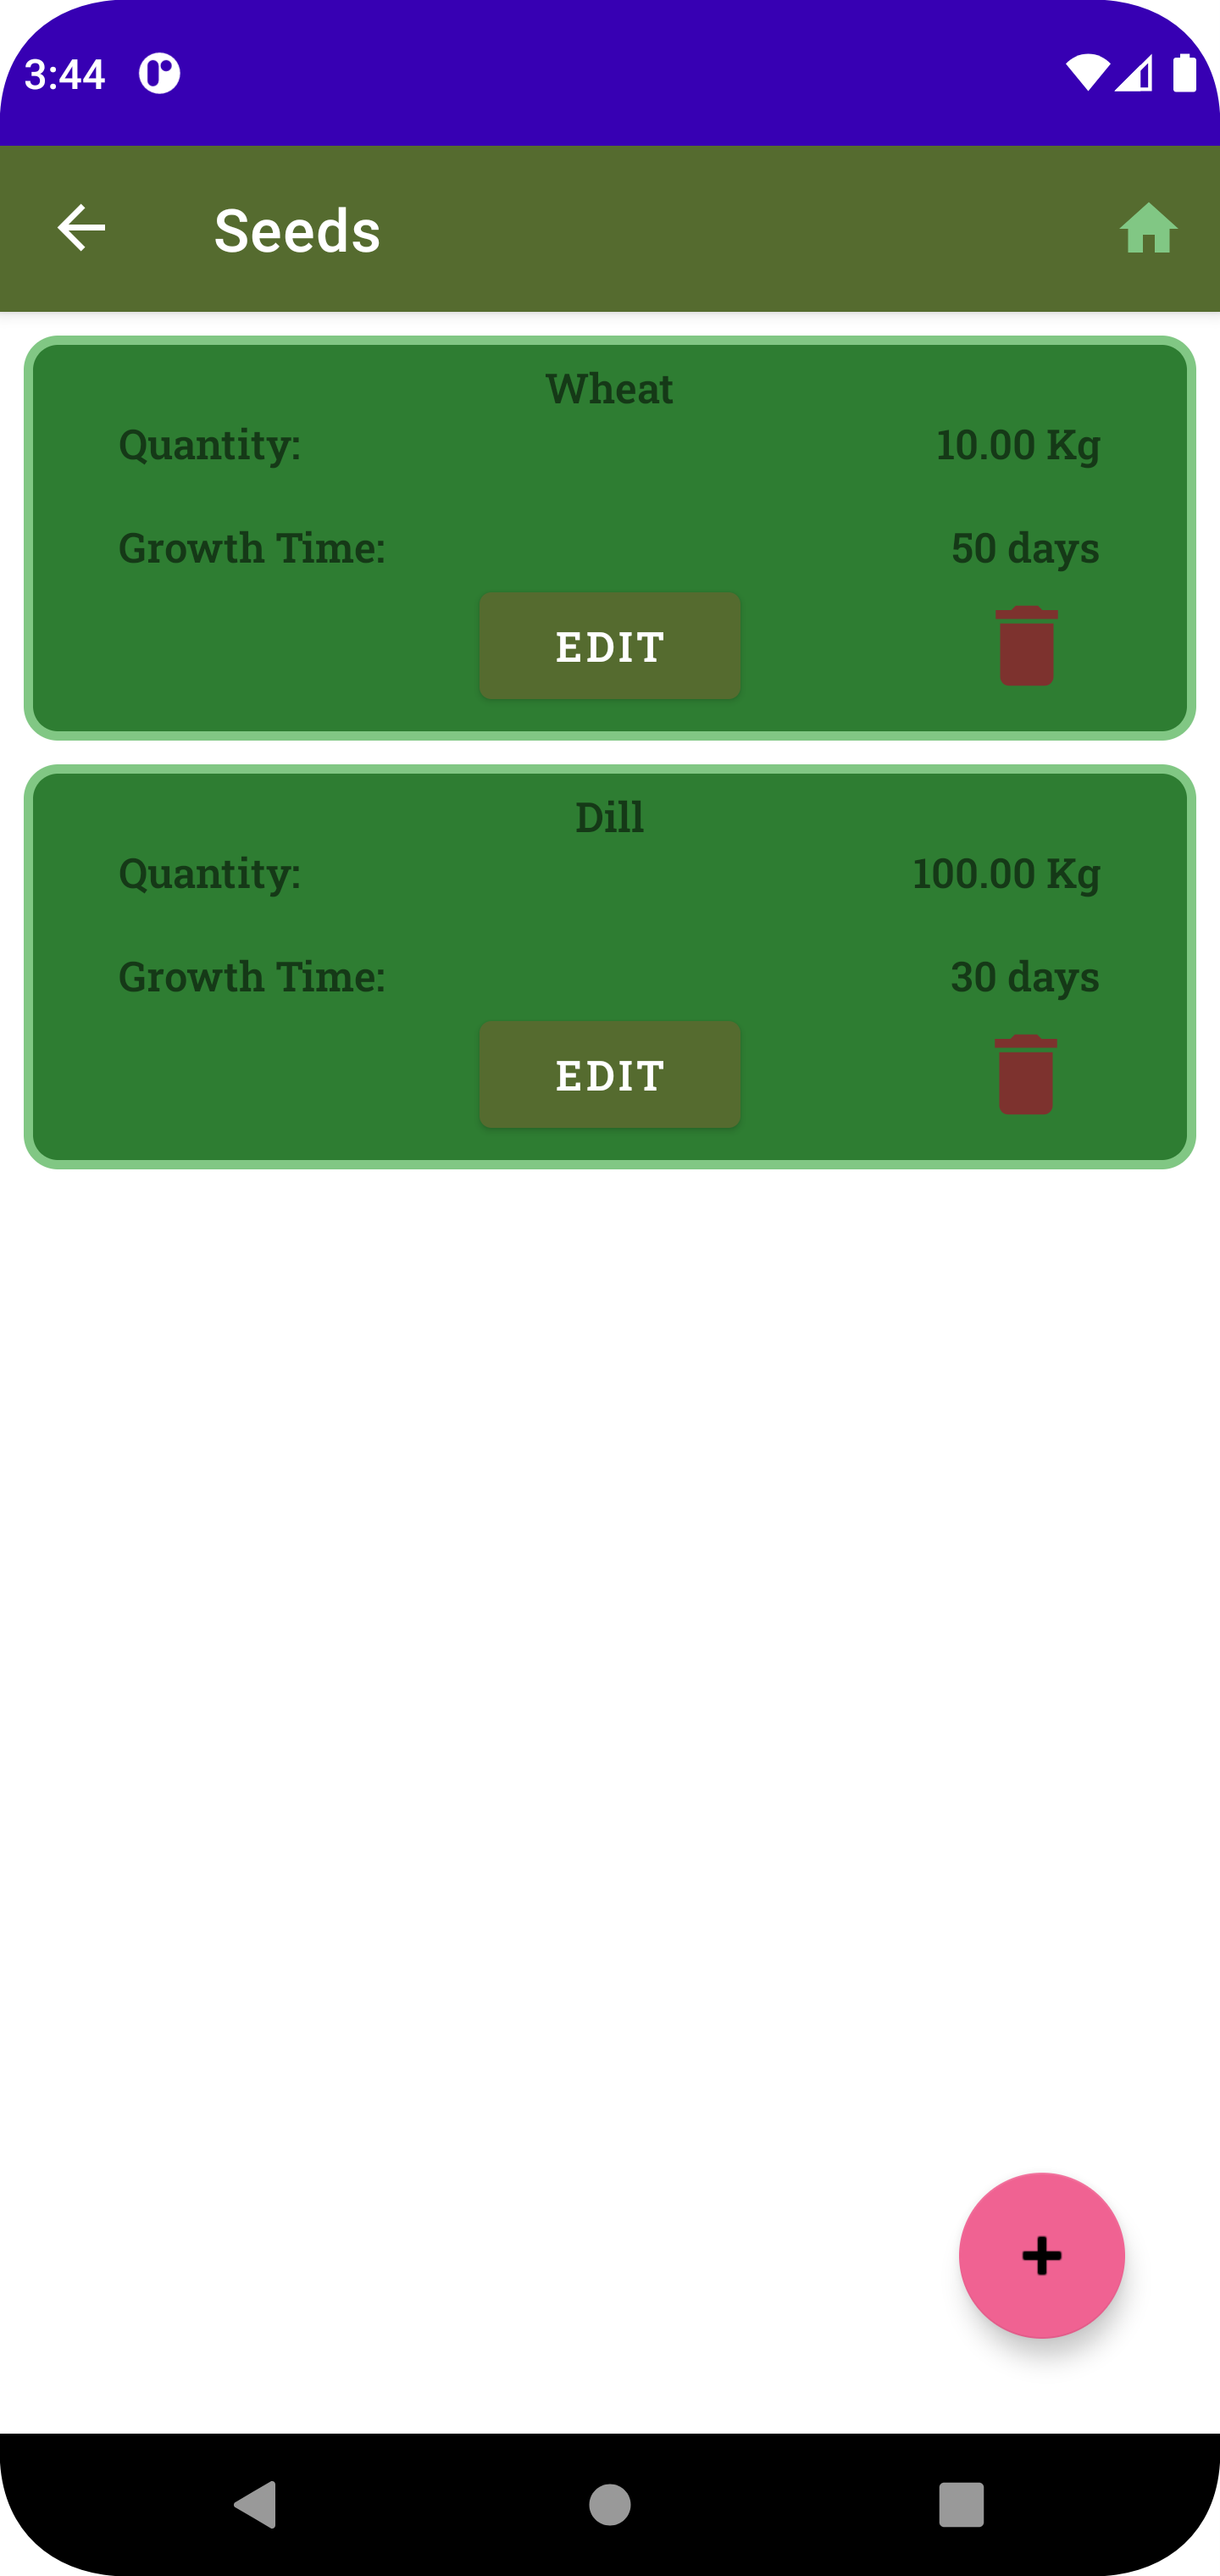 3:44
Seeds
Wheat
Quantity: 10.00 Kg
Growth Time: 50 days
EDIT
Dill
Quantity: 100.00 Kg
Growth Time: 30 days
EDIT